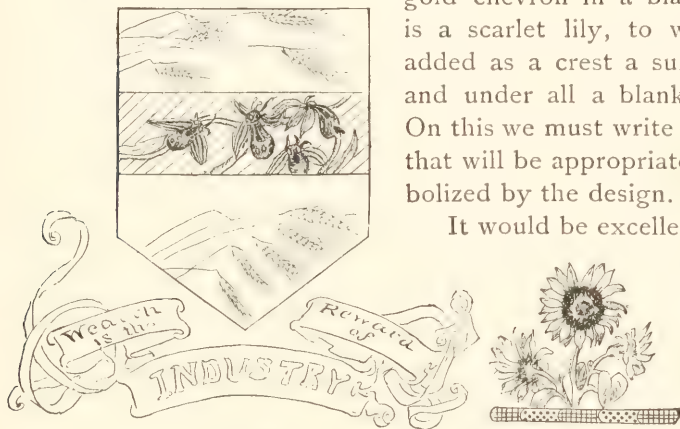 gold chevron in a bla
is a scarlet lily, to w
added as a crest a su
and under all a blank
On this we must write
that will be appropriate
bolized by the design.
It would be excelle
Wealth
is the
Reward
of
INDUSTRY